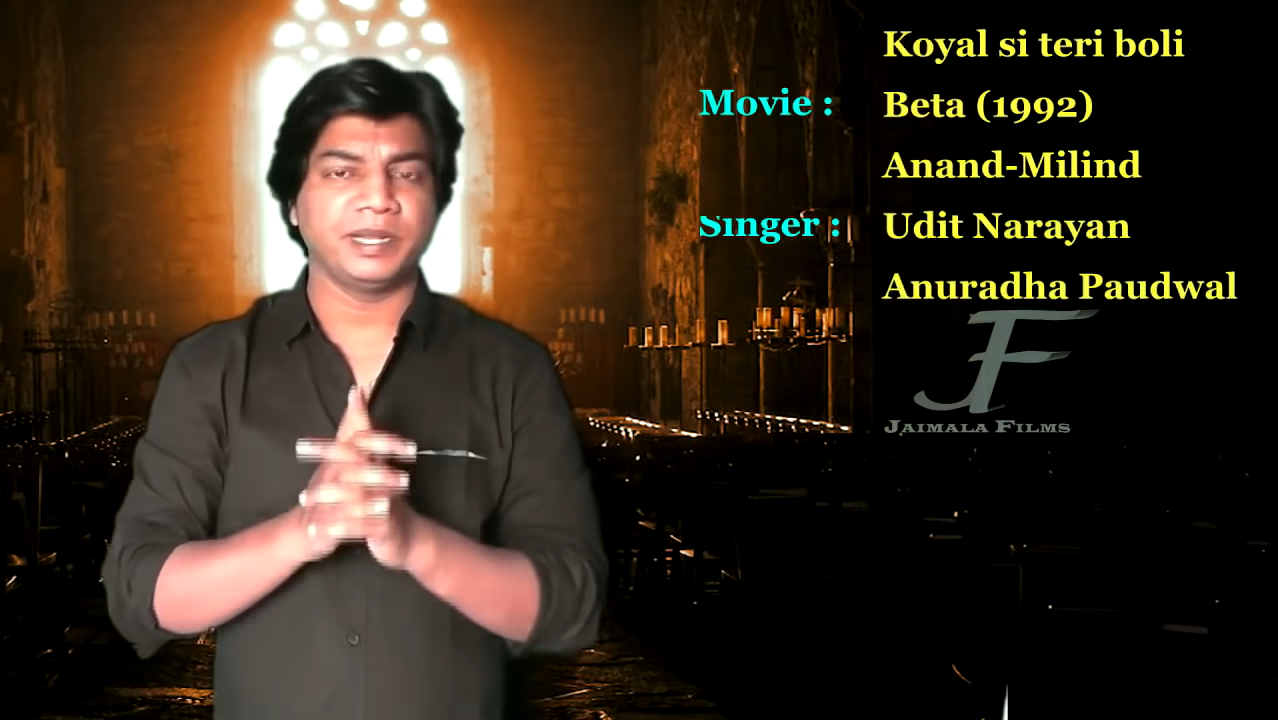 Koyal si teri boli
Movie : Beta (1992)
Anand-Milind
Singer : Udit Narayan
Anuradha Paudwal
JF
JAIMALA FILMS